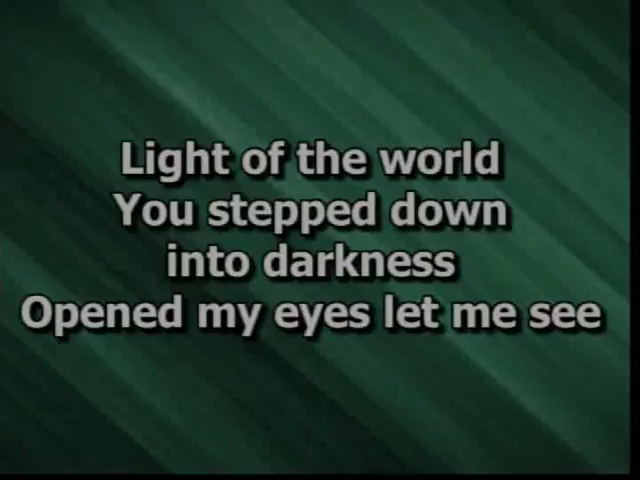 Light of the world
You stepped down
into darkness
Opened my eyes let me see